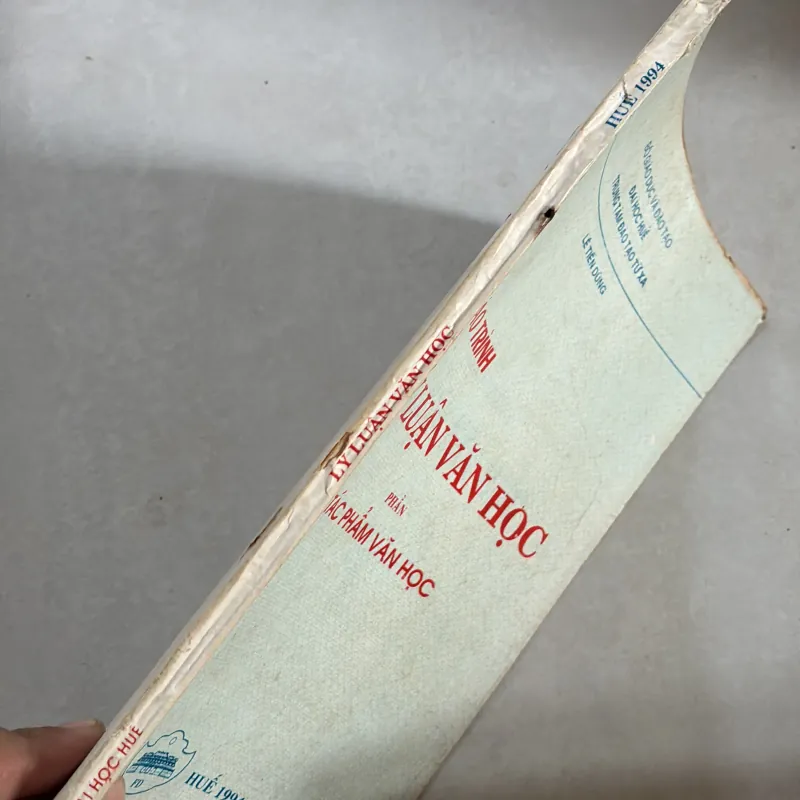 HUẾ 1994
LÝ LUẬN VĂN HỌC
HỌC HUẾ
BỘ GIÁO DỤC VÀ ĐÀO TẠO
ĐẠI HỌC HUẾ
TRUNG TÂM ĐÀO TẠO TỪ XA
LÊ TIẾN DŨNG
TRÌNH
LUẬN VĂN HỌC
PHẦN
TÁC PHẨM VĂN HỌC
HUẾ 1994